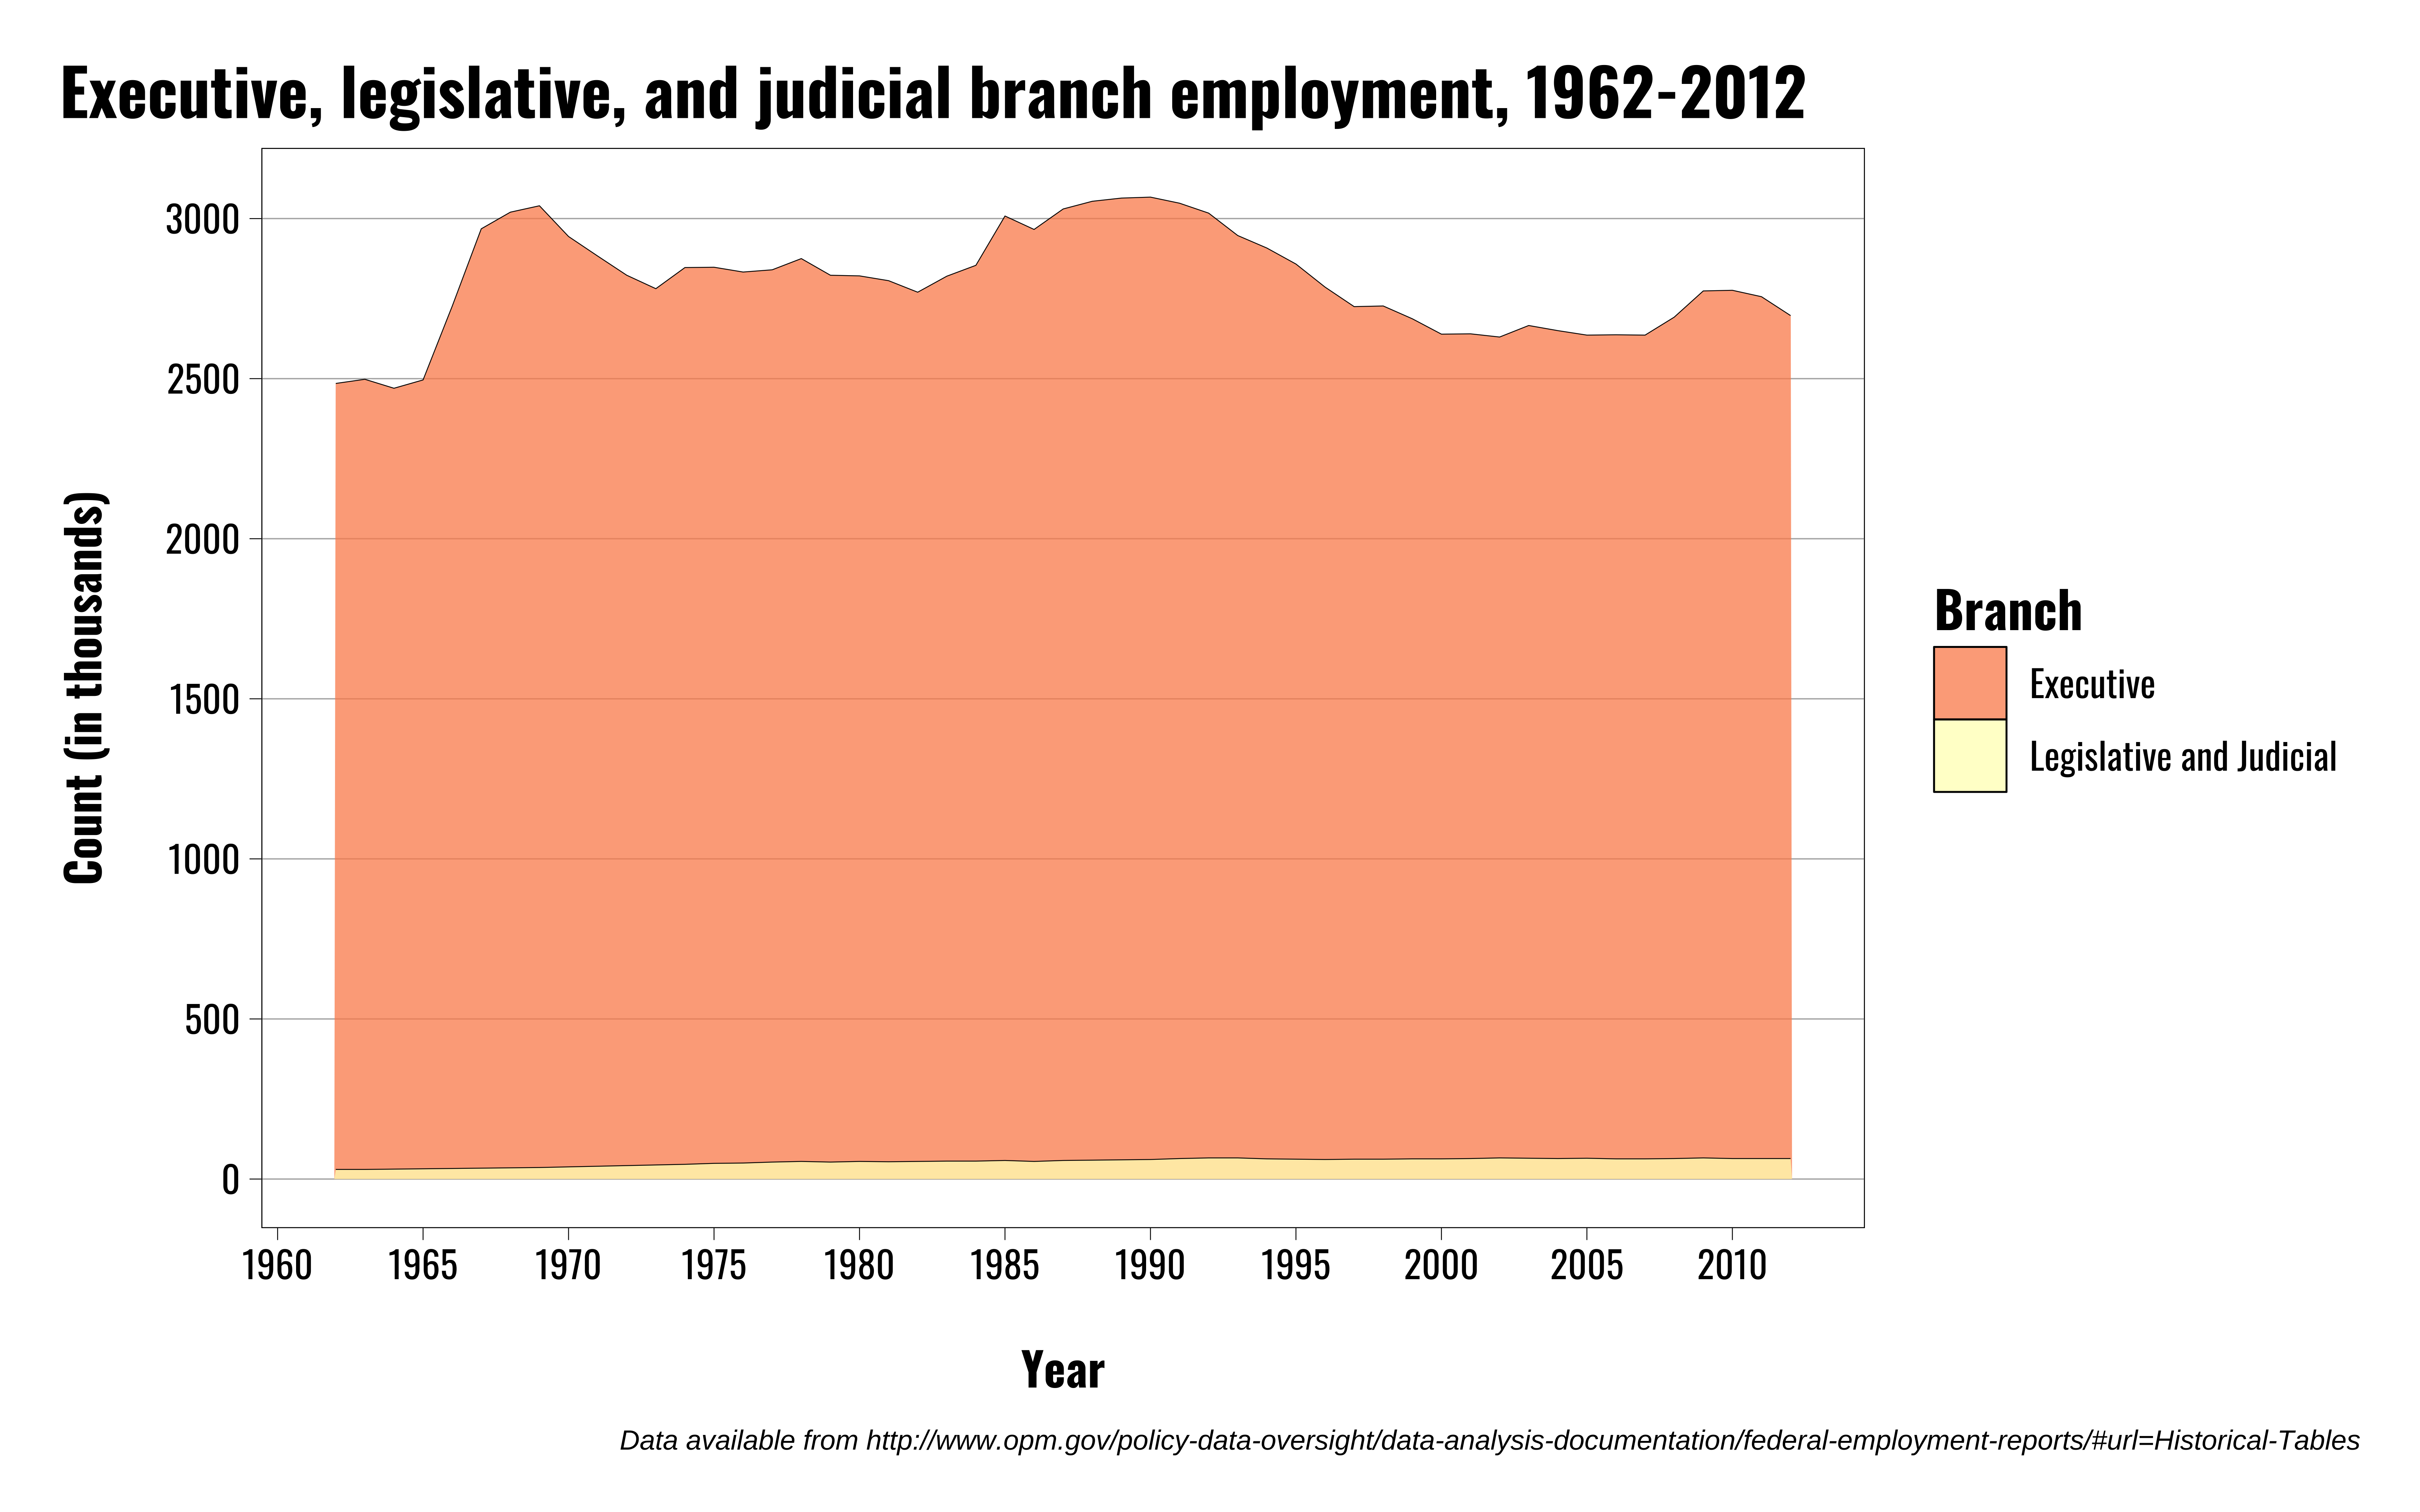 Executive, legislative, and judicial branch employment, 1962-2012
Count (in thousands)
3000
2500
2000
1500
1000
500
0
1960 1965 1970 1975 1980 1985 1990 1995 2000 2005 2010
Year
Branch
Executive
Legislative and Judicial
Data available from http://www.opm.gov/policy-data-oversight/data-analysis-documentation/federal-employment-reports/#url=Historical-Tables